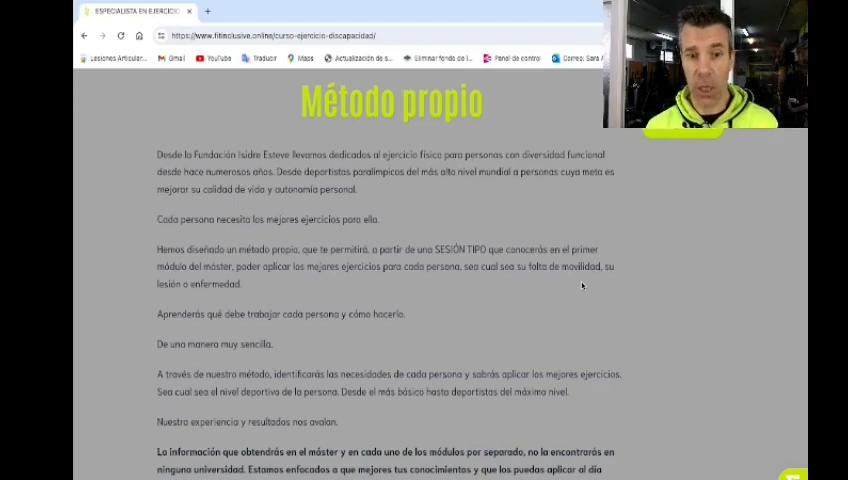 ESPECIALISTA EN EJERCICIO
https://www.fitinclusive.online/curso-ejercicio-discapacidad/
Lesiones Articular... Gmail YouTube Traducir Maps Actualización de s... Eliminar fondo de i... Panel de control Correo: Sara A
Método propio
Desde la Fundación Isidre Esteve llevamos dedicados al ejercicio físico para personas con diversidad funcional
desde hace numerosos años. Desde deportistas paralímpicos del más alto nivel mundial a personas cuya meta es
mejorar su calidad de vida y autonomía personal.
Cada persona necesita los mejores ejercicios para ella.
Hemos diseñado un método propio, que te permitirá, a partir de una SESIÓN TIPO que conocerás en el primer
módulo del máster, poder aplicar los mejores ejercicios para cada persona, sea cual sea su falta de movilidad, su
lesión o enfermedad.
Aprenderás qué debe trabajar cada persona y cómo hacerlo.
De una manera muy sencilla.
A través de nuestro método, identificarás las necesidades de cada persona y sabrás aplicar los mejores ejercicios.
Sea cual sea el nivel deportivo de la persona. Desde el más básico hasta deportistas del máximo nivel.
Nuestra experiencia y resultados nos avalan.
La información que obtendrás en el máster y en cada uno de los módulos por separado, no la encontrarás en
ninguna universidad. Estamos enfocados a que mejores tus conocimientos y que los puedas aplicar al día